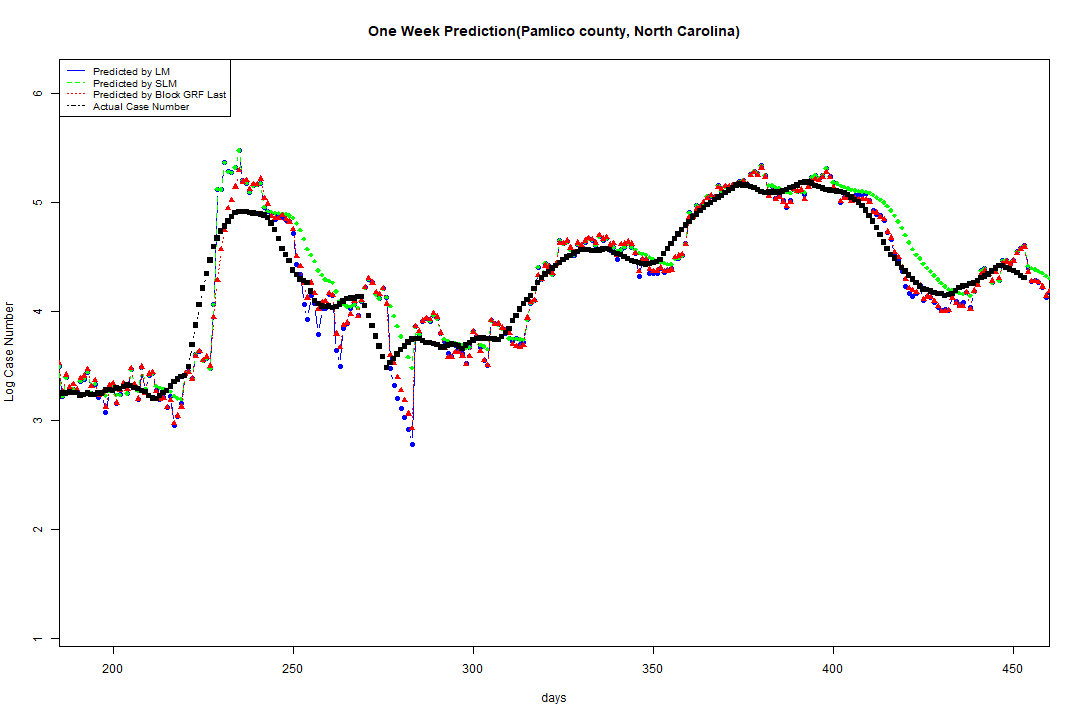 One Week Prediction(Pamlico county, North Carolina)
Predicted by LM
Predicted by SLM
Predicted by Block GRF Last
Actual Case Number
Log Case Number
6
5
4
3
2
1
200 250 300 350 400 450
days